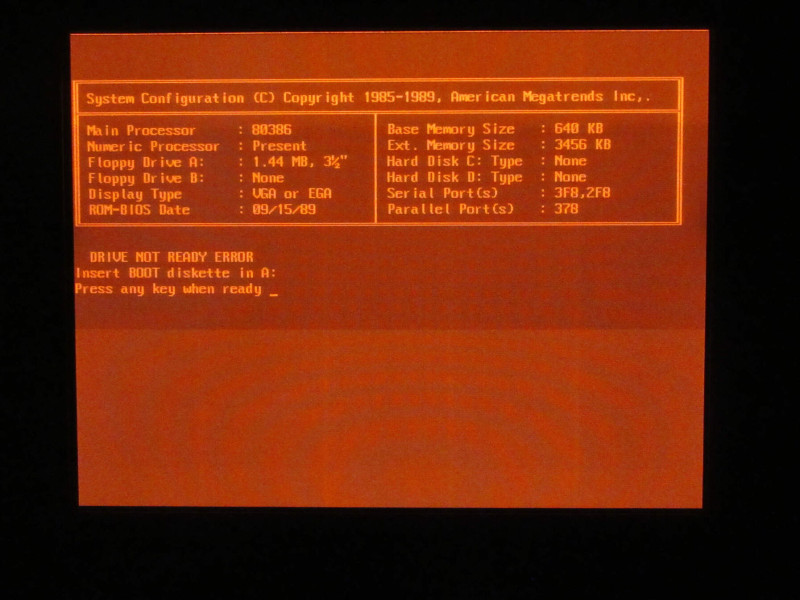 System Configuration (C) Copyright 1985-1989, American Megatrends Inc,.
Main Processor : 80386
Numeric Processor : Present
Floppy Drive A: : 1.44 MB, 3½"
Floppy Drive B: : None
Display Type : VGA or EGA
ROM-BIOS Date : 09/15/89
Base Memory Size : 640 KB
Ext. Memory Size : 3456 KB
Hard Disk C: Type : None
Hard Disk D: Type : None
Serial Port(s) : 3F8,2F8
Parallel Port(s) : 378
DRIVE NOT READY ERROR
Insert BOOT diskette in A:
Press any key when ready _